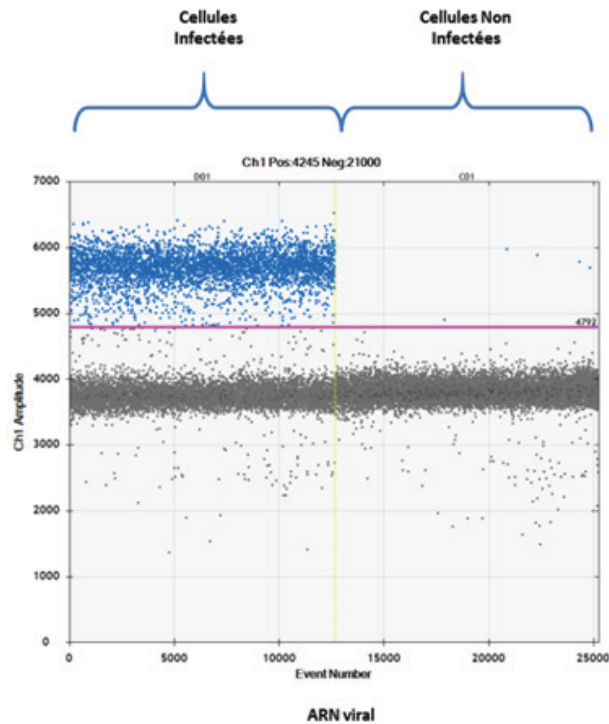 Cellules
Infectées
Cellules Non
Infectées
Ch1 Pos:4245 Neg:21000
D01
C01
7000
6000
5000
4792
4000
3000
2000
1000
0
Ch1 Amplitude
0
5000
10000
15000
20000
25000
Event Number
ARN viral